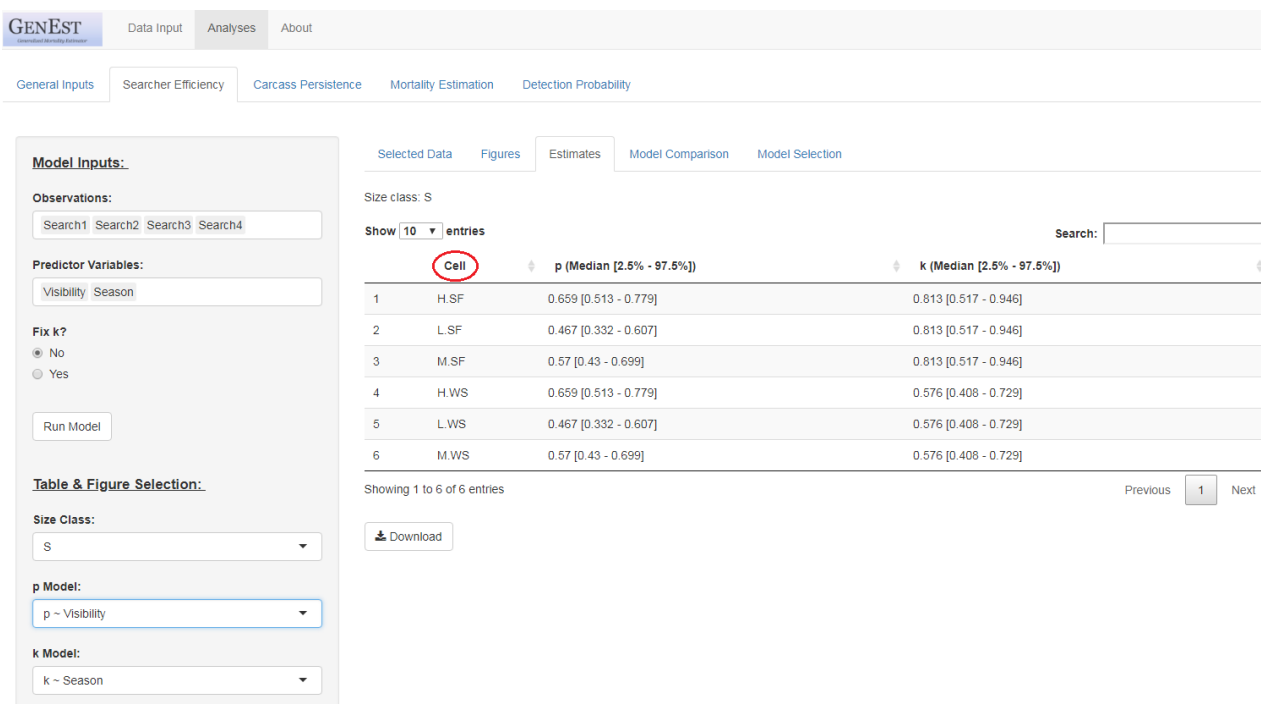 GENEST Data Input Analyses About
Generalized Mortality Estimator
General Inputs Searcher Efficiency Carcass Persistence Mortality Estimation Detection Probability
Model Inputs:
Observations:
Search1 Search2 Search3 Search4
Predictor Variables:
Visibility Season
Fix k?
No
Yes
Run Model
Table & Figure Selection:
Size Class:
S
p Model:
p ~ Visibility
k Model:
k ~ Season
Selected Data Figures Estimates Model Comparison Model Selection
Size class: S
Show 10 entries Search:
Cell p (Median [2.5% - 97.5%]) k (Median [2.5% - 97.5%])
1 H.SF 0.659 [0.513 - 0.779] 0.813 [0.517 - 0.946]
2 L.SF 0.467 [0.332 - 0.607] 0.813 [0.517 - 0.946]
3 M.SF 0.57 [0.43 - 0.699] 0.813 [0.517 - 0.946]
4 H.WS 0.659 [0.513 - 0.779] 0.576 [0.408 - 0.729]
5 L.WS 0.467 [0.332 - 0.607] 0.576 [0.408 - 0.729]
6 M.WS 0.57 [0.43 - 0.699] 0.576 [0.408 - 0.729]
Showing 1 to 6 of 6 entries Previous 1 Next
Download